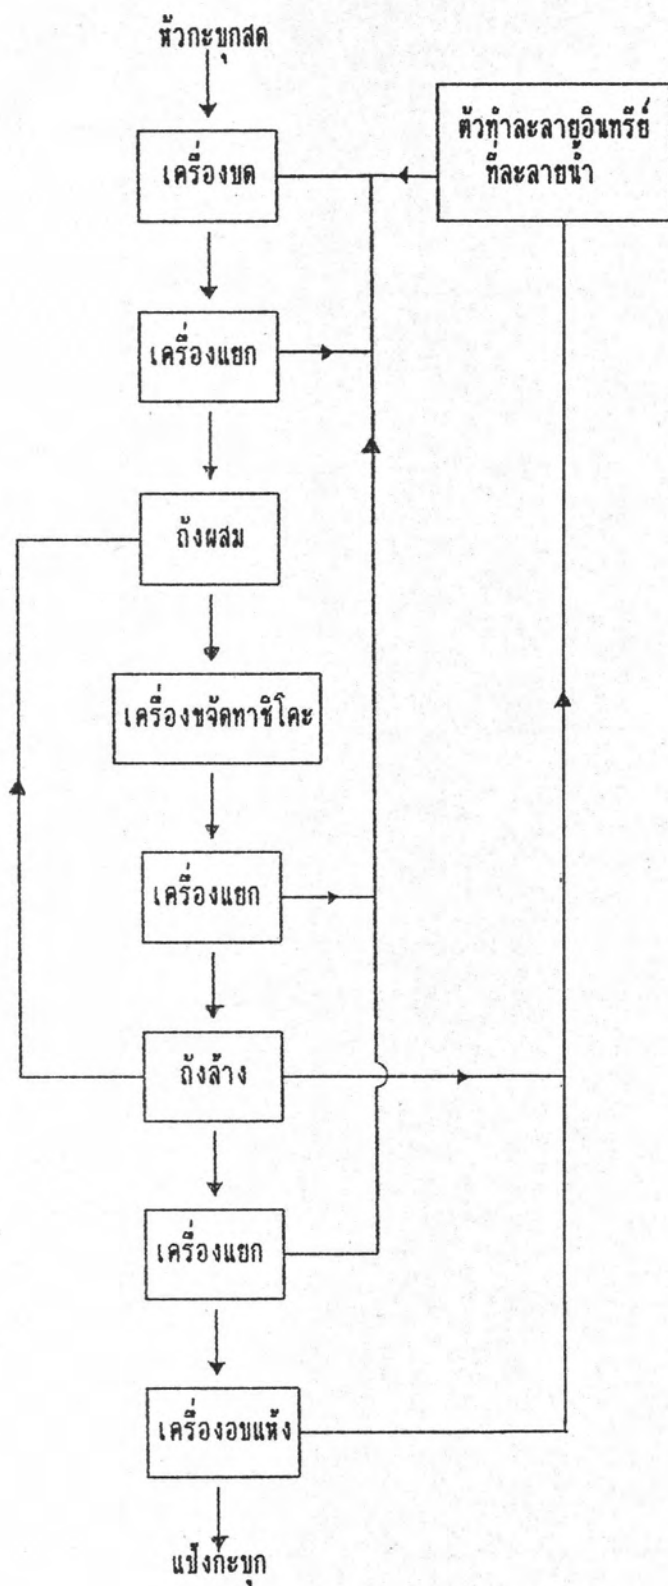 หัวกะบุกสด
ตัวทำละลายอินทรีย์
ที่ละลายน้ำ
เครื่องบด
เครื่องแยก
ถังผสม
เครื่องขจัดทาชิโคะ
เครื่องแยก
ถังล้าง
เครื่องแยก
เครื่องอบแห้ง
แป้งกะบุก